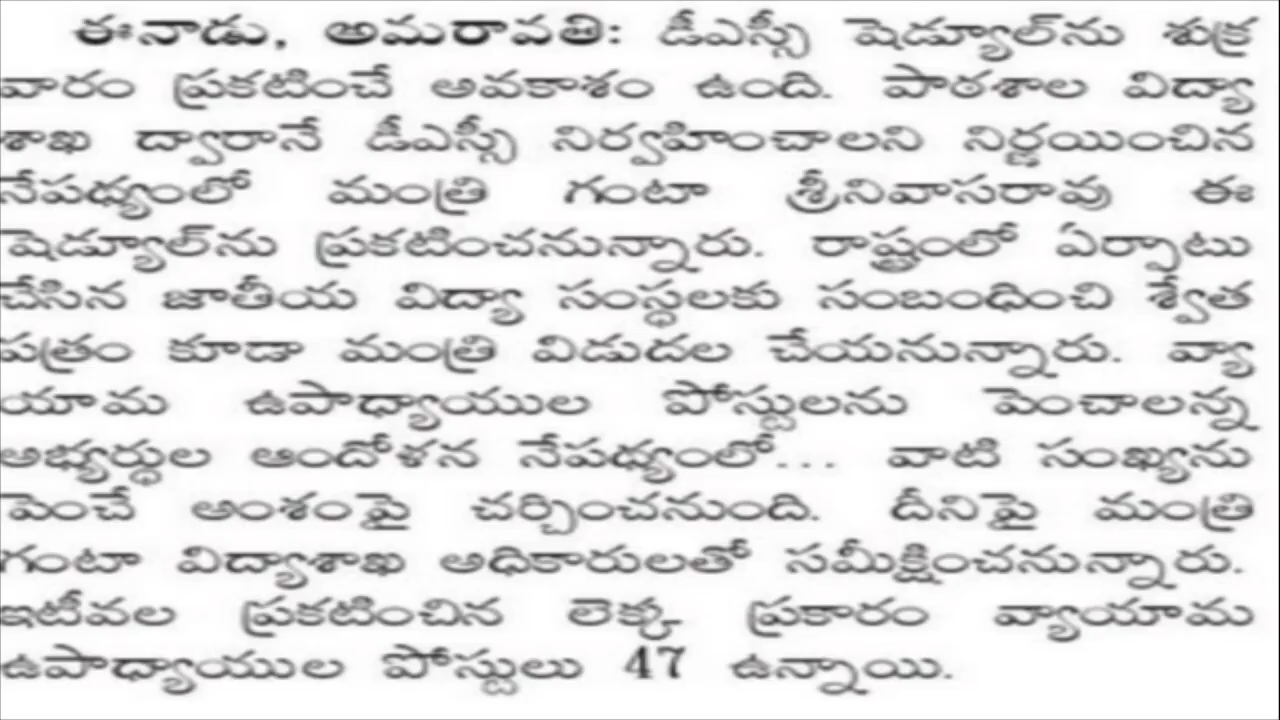 ఈనాడు, అమరావతి: డీఎస్సీ షెడ్యూల్‌ను శుక్ర
వారం ప్రకటించే అవకాశం ఉంది. పాఠశాల విద్యా
శాఖ ద్వారానే డీఎస్సీ నిర్వహించాలని నిర్ణయించిన
నేపథ్యంలో మంత్రి గంటా శ్రీనివాసరావు ఈ
షెడ్యూల్‌ను ప్రకటించనున్నారు. రాష్ట్రంలో ఏర్పాటు
చేసిన జాతీయ విద్యా సంస్థలకు సంబంధించి శ్వేత
పత్రం కూడా మంత్రి విడుదల చేయనున్నారు. వ్యా
యామ ఉపాధ్యాయుల పోస్టులను పెంచాలన్న
అభ్యర్థుల ఆందోళన నేపథ్యంలో... వాటి సంఖ్యను
పెంచే అంశంపై చర్చించనుంది. దీనిపై మంత్రి
గంటా విద్యాశాఖ అధికారులతో సమీక్షించనున్నారు.
ఇటీవల ప్రకటించిన లెక్క ప్రకారం వ్యాయామ
ఉపాధ్యాయుల పోస్టులు 47 ఉన్నాయి.